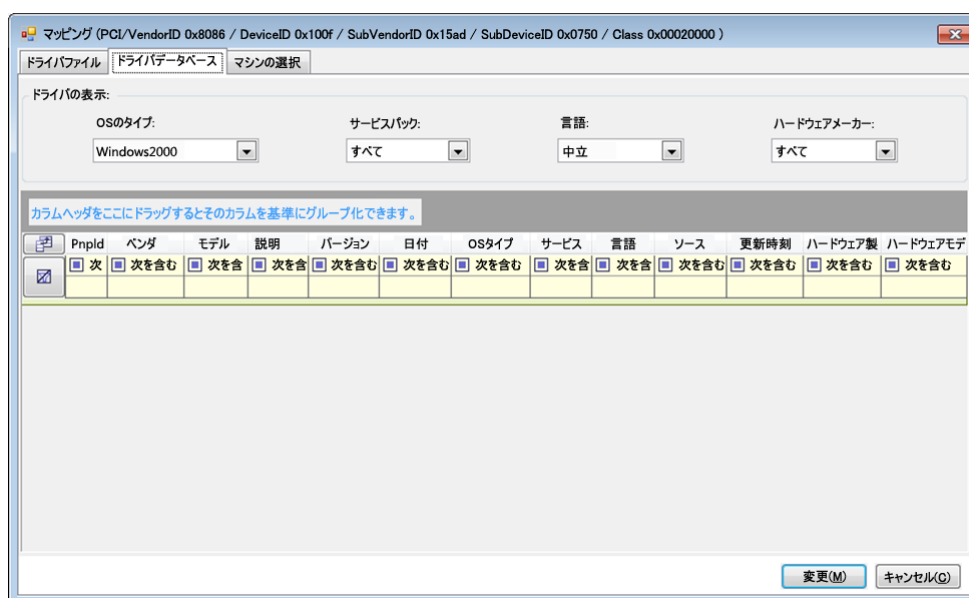 マッピング (PCI/VendorID 0x8086 / DeviceID 0x100f / SubVendorID 0x15ad / SubDeviceID 0x0750 / Class 0x00020000 )
ドライバファイル ドライバデータベース マシンの選択
ドライバの表示:
OSのタイプ: サービスパック: 言語: ハードウェアメーカー:
Windows2000 すべて 中立 すべて
カラムヘッダをここにドラッグするとそのカラムを基準にグループ化できます。
PnpId ベンダ モデル 説明 バージョン 日付 OSタイプ サービス 言語 ソース 更新時刻 ハードウェア製 ハードウェアモデ
次 次を含む 次を含 次を含 次を含む 次を含む 次を含む 次を含 次を含 次を含む 次を含む 次を含む 次を含む
変更(M) キャンセル(C)